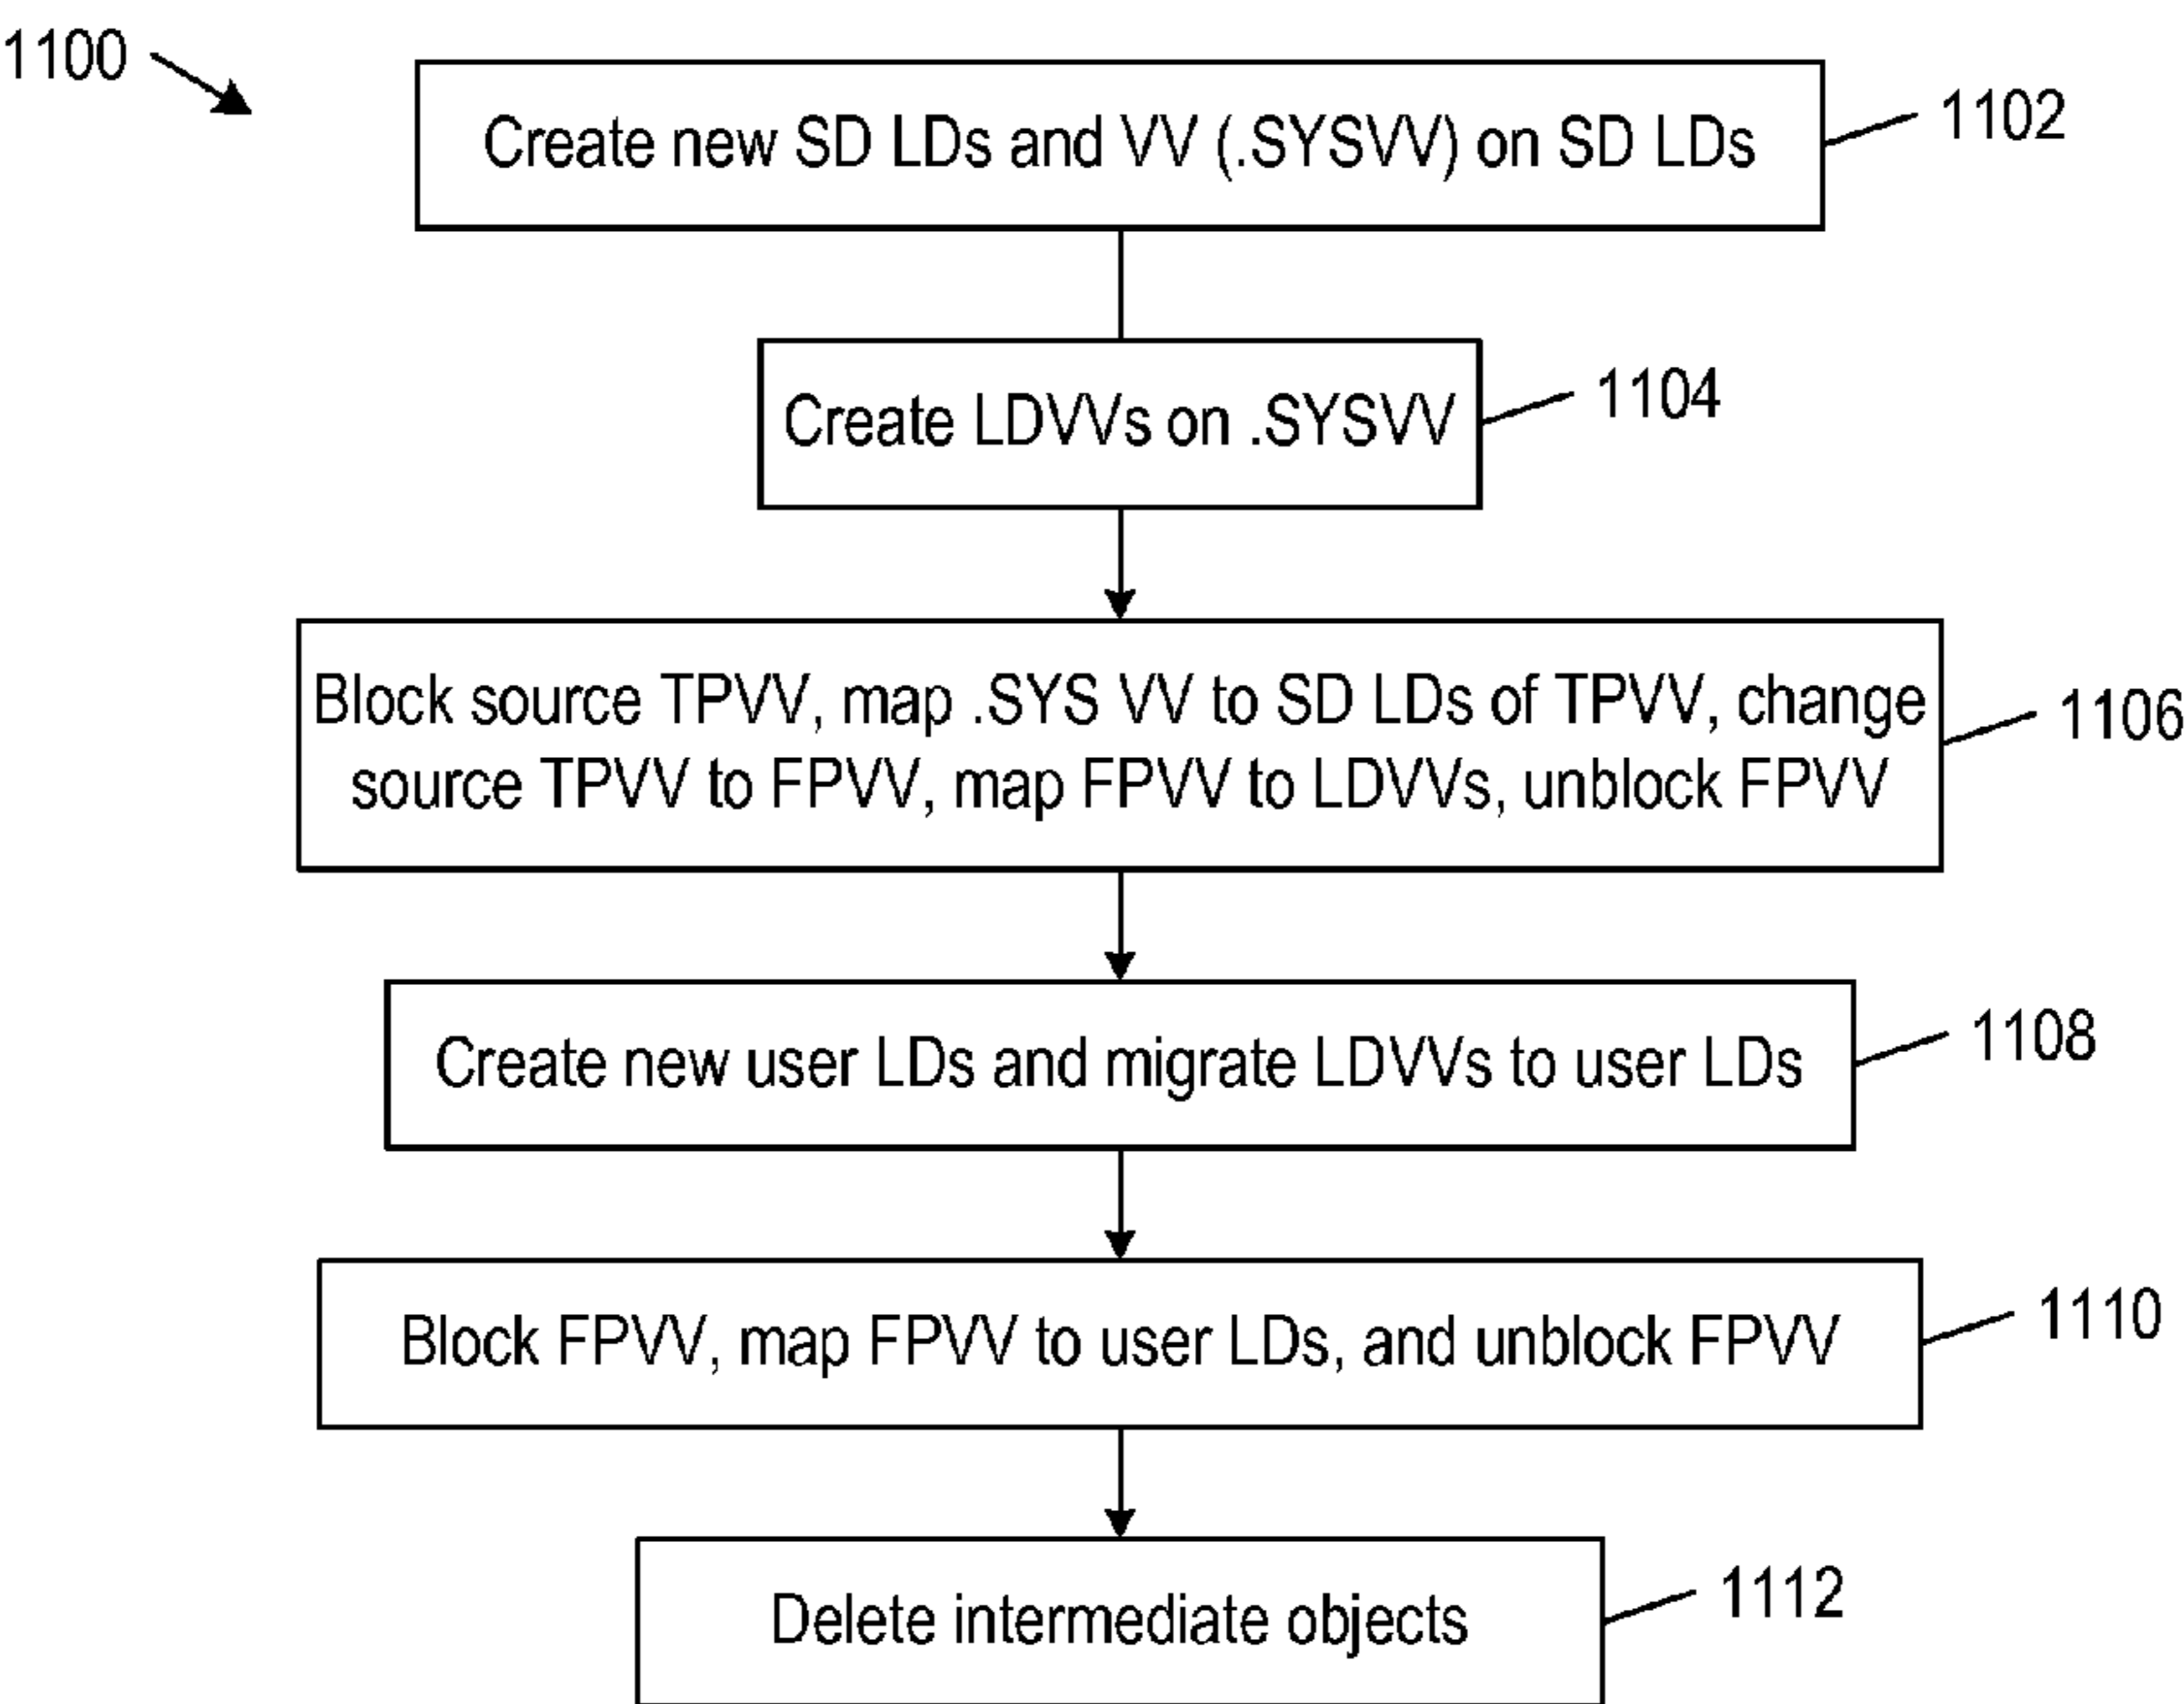 1100
Create new SD LDs and VV (.SYSVV) on SD LDs
1102
Create LDVVs on .SYSVV
1104
Block source TPVV, map .SYS VV to SD LDs of TPVV, change
source TPVV to FPVV, map FPVV to LDVVs, unblock FPVV
1106
Create new user LDs and migrate LDVVs to user LDs
1108
Block FPVV, map FPVV to user LDs, and unblock FPVV
1110
Delete intermediate objects
1112